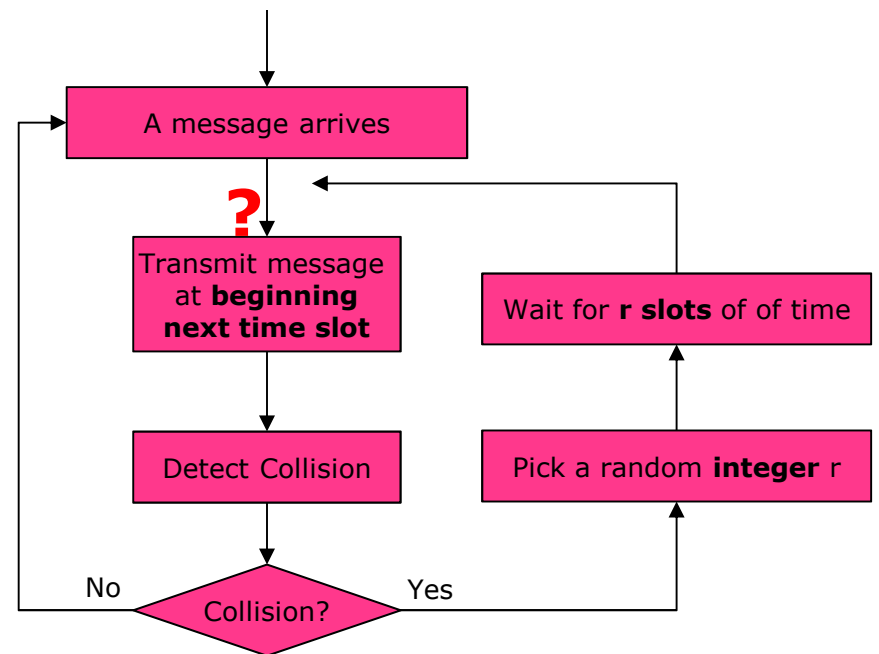 A message arrives
?
Transmit message
at beginning
next time slot
Wait for r slots of of time
Detect Collision
Pick a random integer r
No
Yes
Collision?